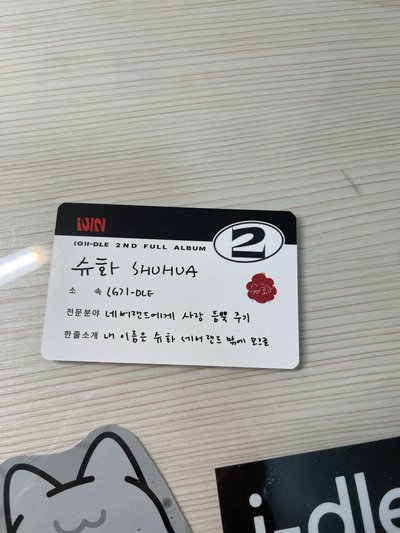 (G)I-DLE 2ND FULL ALBUM
2
슈화 SHUHUA
소 속 (G)I-DLE
전문분야 네버랜드에게 사랑 듬뿍 주기
한줄소개 내 이름은 슈화 네버랜드 밖에 모르죠
i-dle